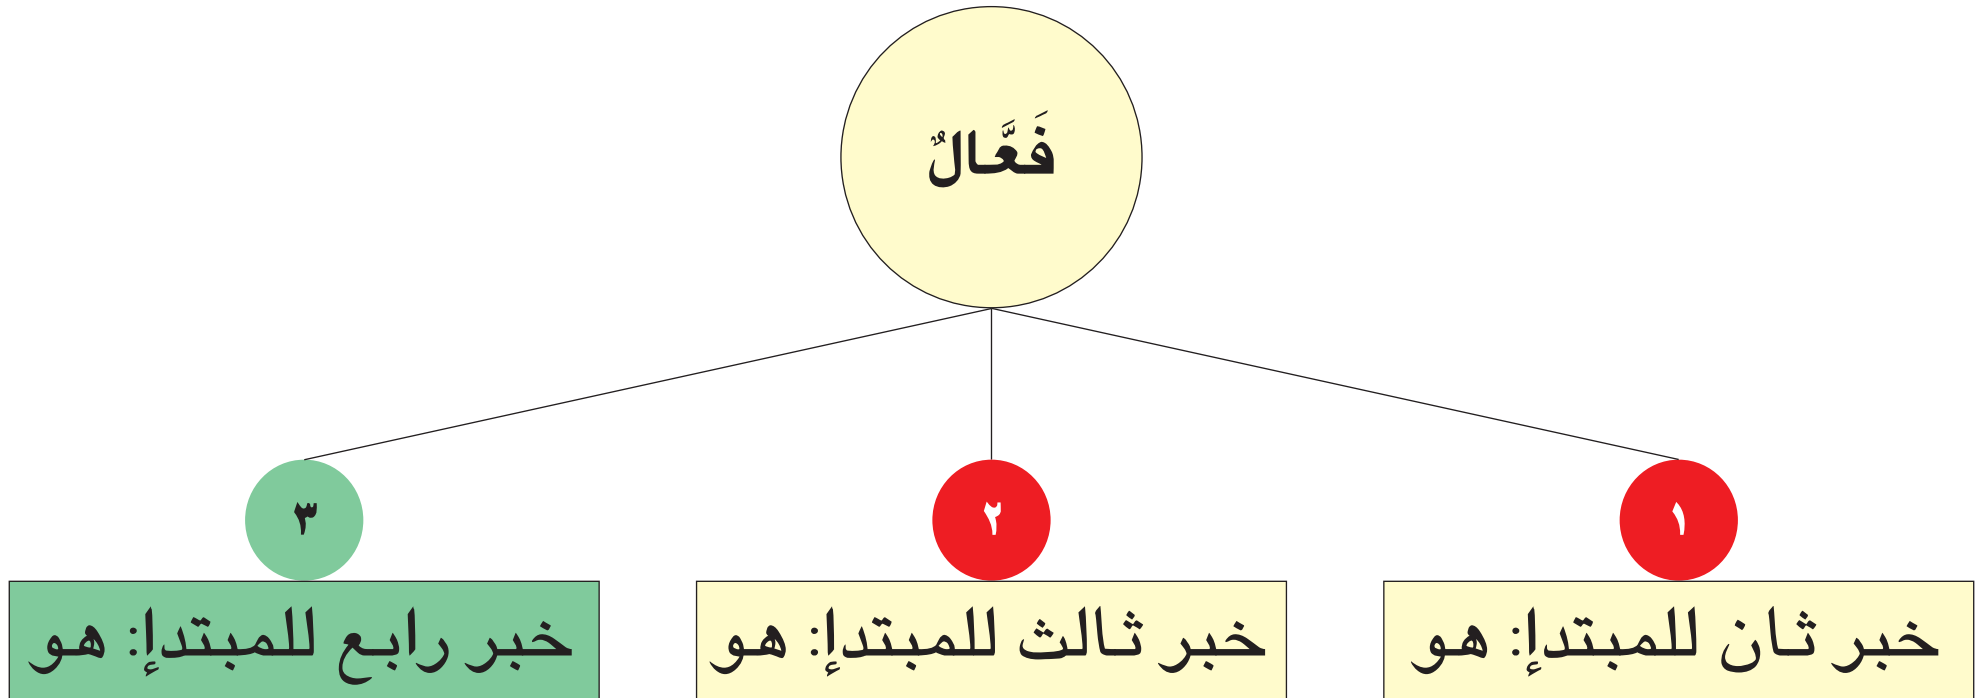 فَعَّالٌ
١
خبر ثان للمبتدإ: هو
٢
خبر ثالث للمبتدإ: هو
٣
خبر رابع للمبتدإ: هو